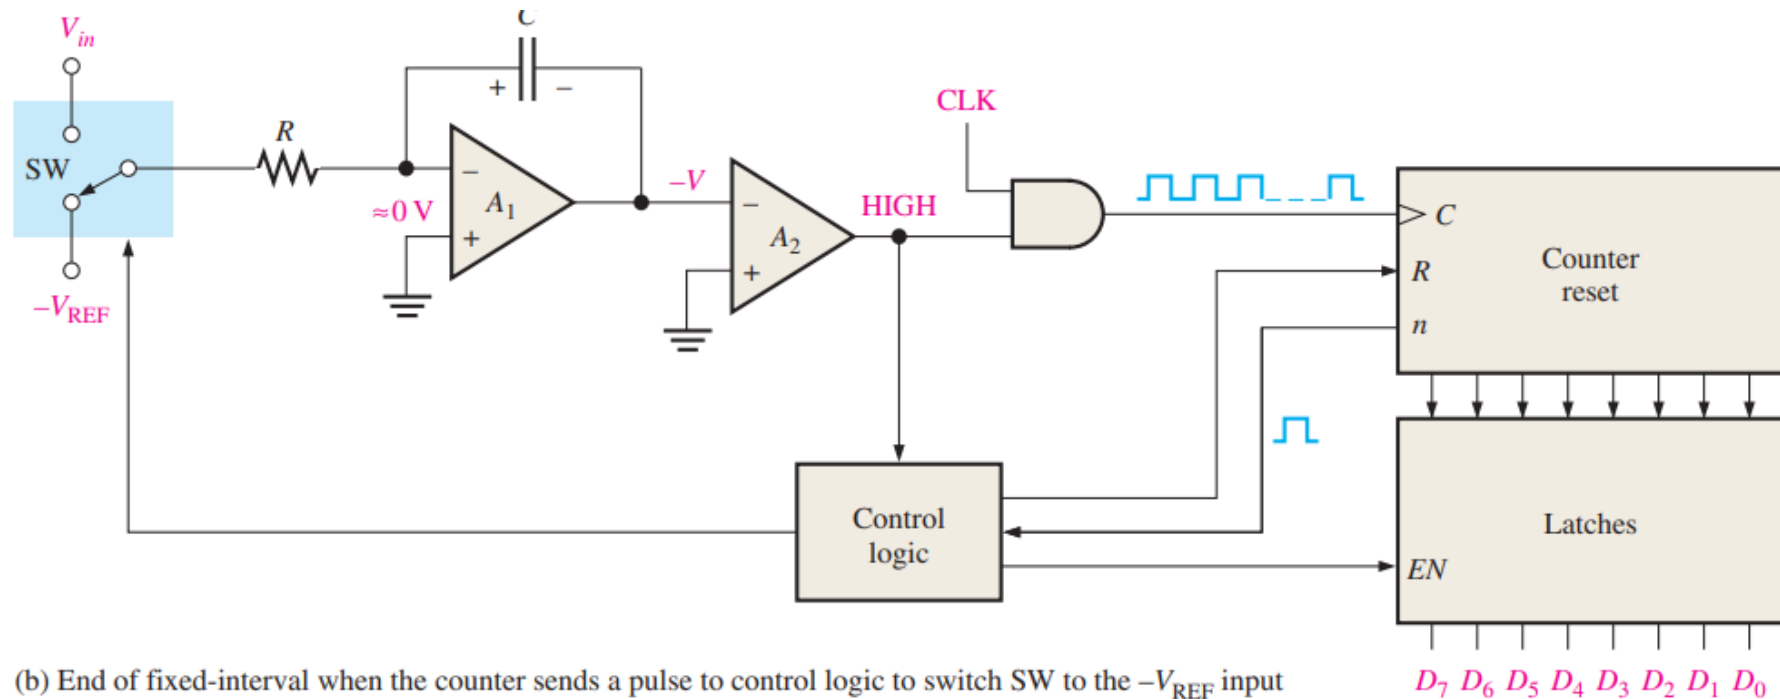 V_in
C
+ −
CLK
R
SW
−
A_1
≈0 V
+
−V
−
A_2
HIGH
+
C
Counter
reset
R
n
−V_REF
Control
logic
Latches
EN
(b) End of fixed-interval when the counter sends a pulse to control logic to switch SW to the −V_REF input
D_7 D_6 D_5 D_4 D_3 D_2 D_1 D_0